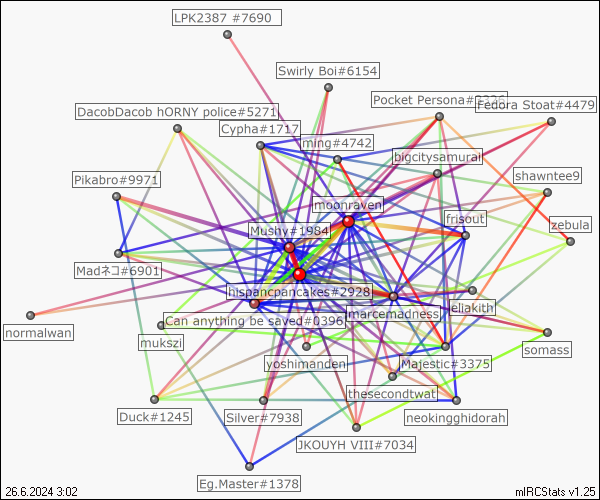 LPK2387 #7690
Swirly Boi#6154
Pocket Persona#
Fedora Stoat#4479
DacobDacob hORNY police#5271
Cypha#1717
ming#4742
bigcitysamurai
Pikabro#9971
shawntee9
moonraven
frisout
Mushy#1984
zebula
Madネコ#6901
hispancpancakes#2928
eliakith
marcemadness
Can anything be saved#0396
normalwan
mukszi
somass
yoshimanden
Majestic#3375
thesecondtwat
Duck#1245
Silver#7938
neokingghidorah
JKOUYH VIII#7034
Eg.Master#1378
26.6.2024 3:02
mIRCStats v1.25